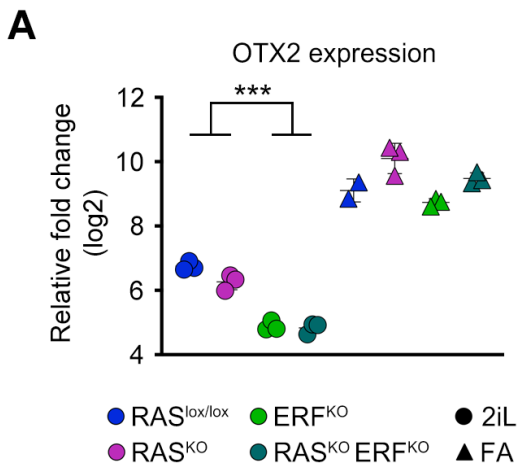 A
OTX2 expression
***
Relative fold change
(log2)
12
10
8
6
4
RASlox/lox ERFKO 2iL
RASKO RASKO ERFKO FA